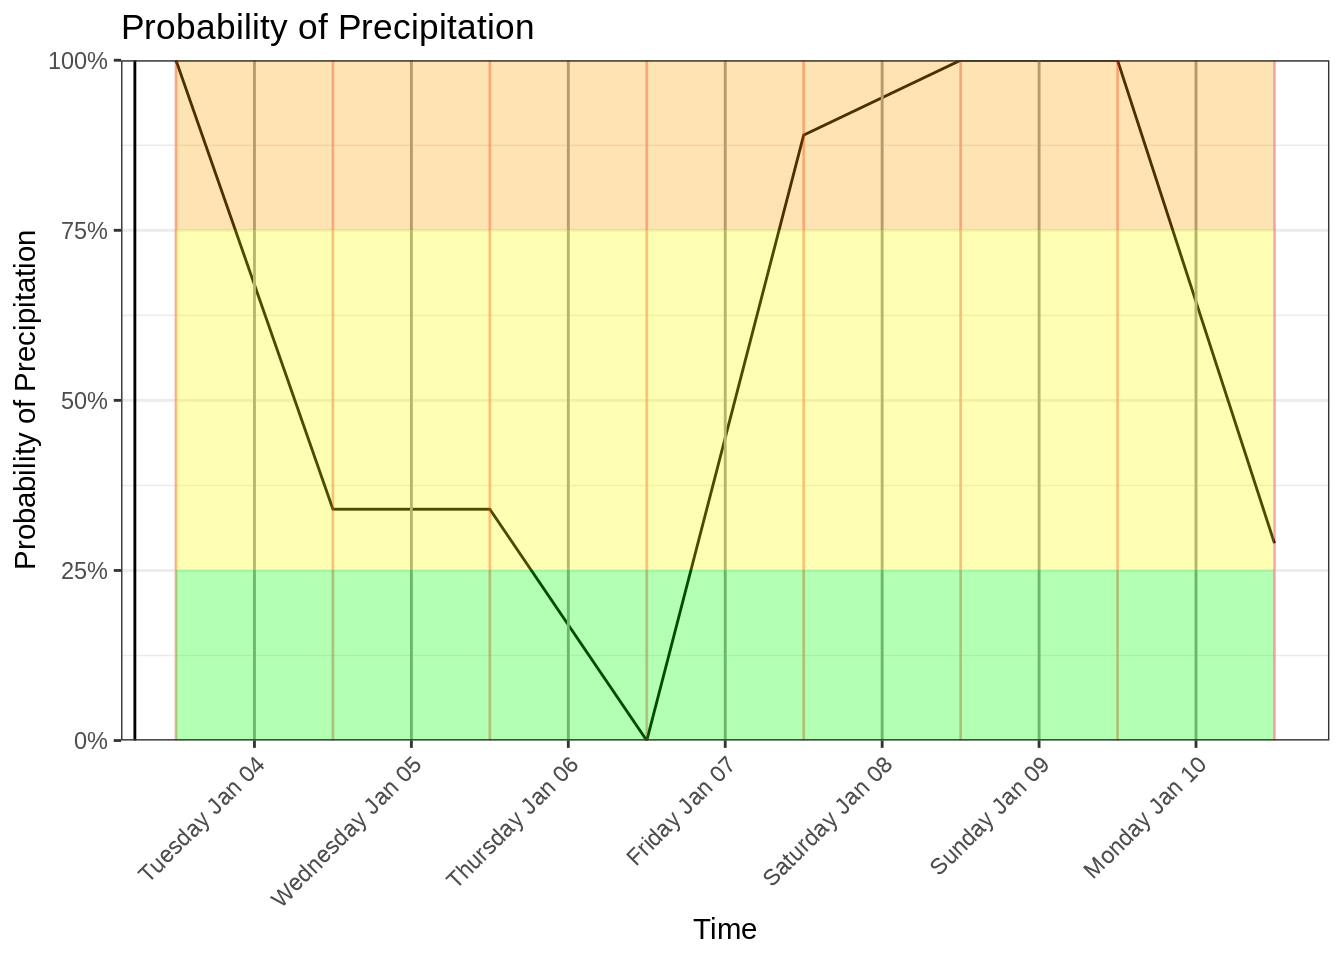 Probability of Precipitation
100%
75%
50%
25%
0%
Probability of Precipitation
Tuesday Jan 04
Wednesday Jan 05
Thursday Jan 06
Friday Jan 07
Saturday Jan 08
Sunday Jan 09
Monday Jan 10
Time